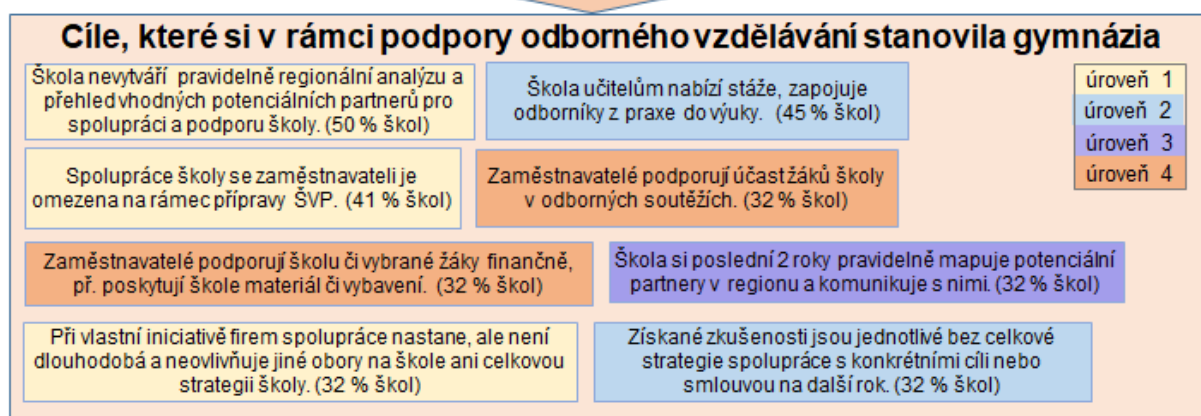 Cíle, které si v rámci podpory odborného vzdělávání stanovila gymnázia
Škola nevytváří pravidelně regionální analýzu a
přehled vhodných potenciálních partnerů pro
spolupráci a podporu školy. (50 % škol)
Škola učitelům nabízí stáže, zapojuje
odborníky z praxe do výuky. (45 % škol)
úroveň 1
úroveň 2
úroveň 3
úroveň 4
Spolupráce školy se zaměstnavateli je
omezena na rámec přípravy ŠVP. (41 % škol)
Zaměstnavatelé podporují účast žáků školy
v odborných soutěžích. (32 % škol)
Zaměstnavatelé podporují školu či vybrané žáky finančně,
př. poskytují škole materiál či vybavení. (32 % škol)
Škola si poslední 2 roky pravidelně mapuje potenciální
partnery v regionu a komunikuje s nimi. (32 % škol)
Při vlastní iniciativě firem spolupráce nastane, ale není
dlouhodobá a neovlivňuje jiné obory na škole ani celkovou
strategii školy. (32 % škol)
Získané zkušenosti jsou jednotlivé bez celkové
strategie spolupráce s konkrétními cíli nebo
smlouvou na další rok. (32 % škol)